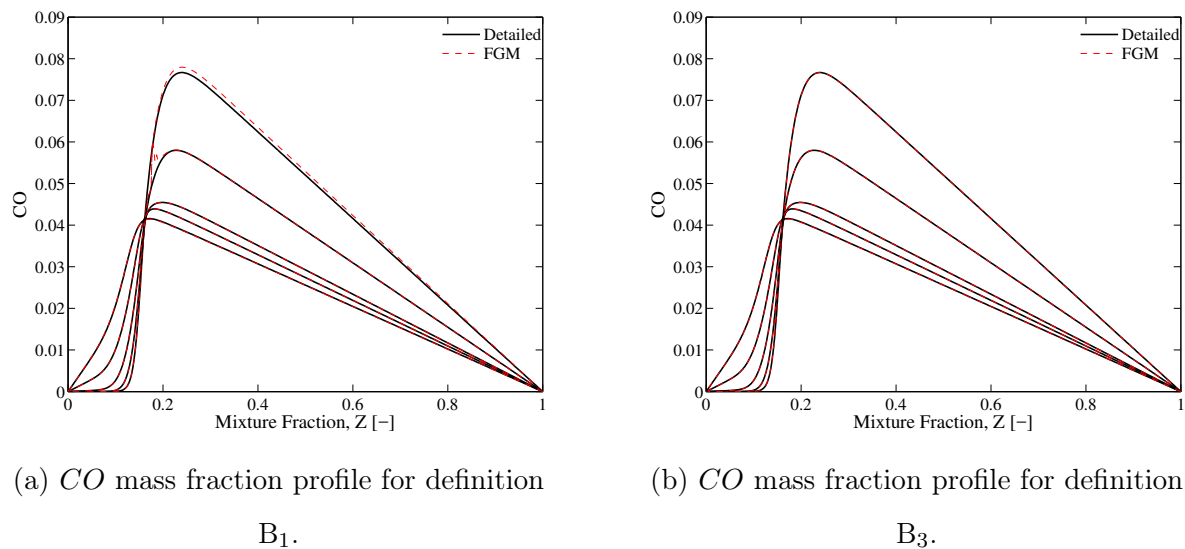 0.09
0.08
0.07
0.06
0.05
0.04
0.03
0.02
0.01
0
CO
0 0.2 0.4 0.6 0.8 1
Mixture Fraction, Z [−]
Detailed
FGM
(a) CO mass fraction profile for definition
B1.
0.09
0.08
0.07
0.06
0.05
0.04
0.03
0.02
0.01
0
CO
0 0.2 0.4 0.6 0.8 1
Mixture Fraction, Z [−]
Detailed
FGM
(b) CO mass fraction profile for definition
B3.